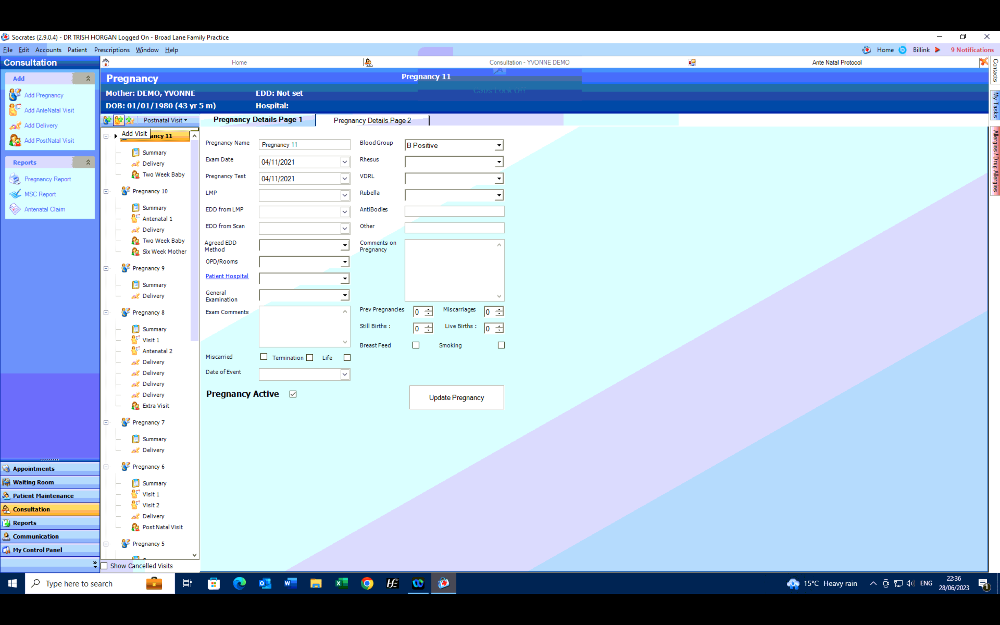 Socrates (2.9.0.4) - DR TRISH HORGAN Logged On - Broad Lane Family Practice
File Edit Accounts Patient Prescriptions Window Help
Home Billink 9 Notifications
Consultation
Home
Consultation - YVONNE DEMO
Ante Natal Protocol
Contacts
My Tasks
Allergies / Drug Allergies
Add
Add Pregnancy
Add AnteNatal Visit
Add Delivery
Add PostNatal Visit
Reports
Pregnancy Report
MSC Report
Antenatal Claim
Pregnancy
Pregnancy 11
Mother: DEMO, YVONNE
EDD: Not set
Caps Lock Off
DOB: 01/01/1980 (43 yr 5 m)
Hospital:
Postnatal Visit
Pregnancy Details Page 1
Pregnancy Details Page 2
Add Visit
ancy 11
Summary
Delivery
Two Week Baby
Pregnancy 10
Summary
Antenatal 1
Delivery
Two Week Baby
Six Week Mother
Pregnancy 9
Summary
Delivery
Pregnancy 8
Summary
Visit 1
Antenatal 2
Delivery
Delivery
Delivery
Delivery
Extra Visit
Pregnancy 7
Summary
Delivery
Pregnancy 6
Summary
Visit 1
Visit 2
Delivery
Post Natal Visit
Pregnancy 5
Show Cancelled Visits
Pregnancy Name Pregnancy 11
Exam Date 04/11/2021
Pregnancy Test 04/11/2021
LMP
EDD from LMP
EDD from Scan
Agreed EDD
Method
OPD/Rooms
Patient Hospital
General
Examination
Exam Comments
Miscarried Termination Life
Date of Event
Pregnancy Active
Blood Group B Positive
Rhesus
VDRL
Rubella
AntiBodies
Other
Comments on
Pregnancy
Prev Pregnancies 0 Miscarriages 0
Still Births : 0 Live Births : 0
Breast Feed Smoking
Update Pregnancy
Appointments
Waiting Room
Patient Maintenance
Consultation
Reports
Communication
My Control Panel
Type here to search
15°C Heavy rain
ENG
22:36
28/06/2023
1